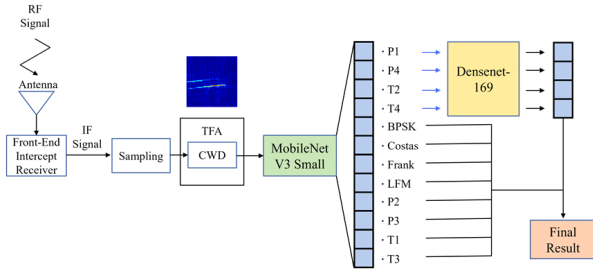 RF
Signal
Antenna
Front-End
Intercept
Receiver
IF
Signal
Sampling
TFA
CWD
MobileNet
V3 Small
· P1
· P4
· T2
· T4
· BPSK
· Costas
· Frank
· LFM
· P2
· P3
· T1
· T3
Densenet-
169
Final
Result